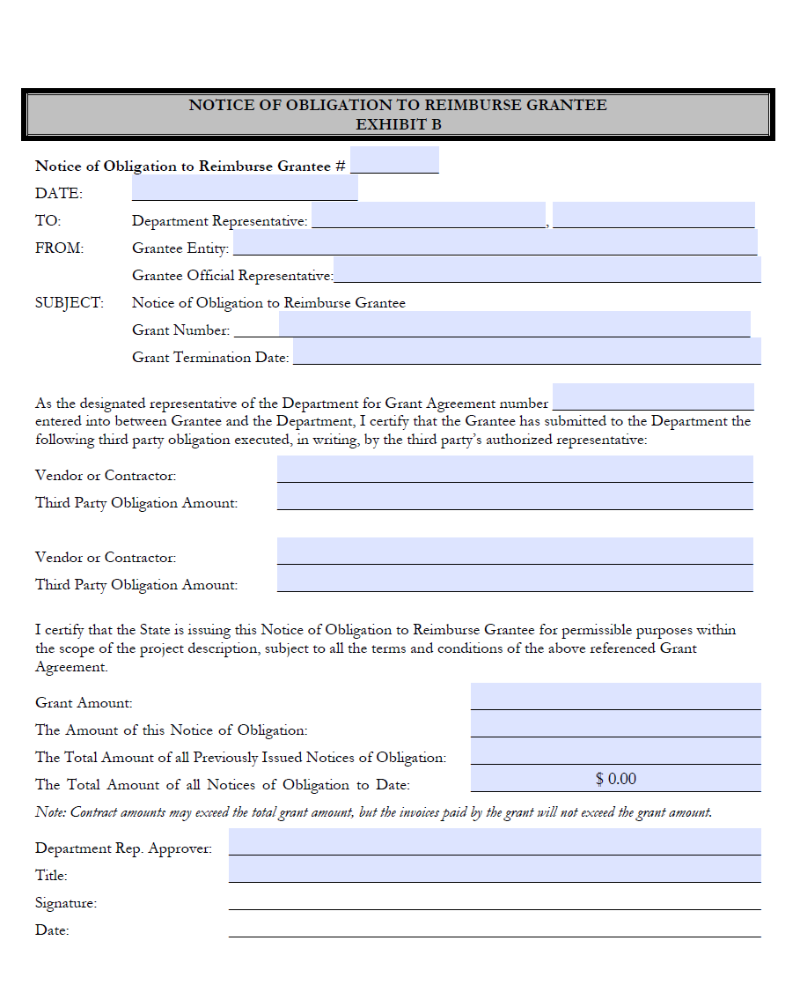 NOTICE OF OBLIGATION TO REIMBURSE GRANTEE
EXHIBIT B
Notice of Obligation to Reimburse Grantee #
DATE:
TO: Department Representative: ,
FROM: Grantee Entity:
Grantee Official Representative:
SUBJECT: Notice of Obligation to Reimburse Grantee
Grant Number:
Grant Termination Date:
As the designated representative of the Department for Grant Agreement number
entered into between Grantee and the Department, I certify that the Grantee has submitted to the Department the
following third party obligation executed, in writing, by the third party’s authorized representative:
Vendor or Contractor:
Third Party Obligation Amount:
Vendor or Contractor:
Third Party Obligation Amount:
I certify that the State is issuing this Notice of Obligation to Reimburse Grantee for permissible purposes within
the scope of the project description, subject to all the terms and conditions of the above referenced Grant
Agreement.
Grant Amount:
The Amount of this Notice of Obligation:
The Total Amount of all Previously Issued Notices of Obligation:
The Total Amount of all Notices of Obligation to Date: $ 0.00
Note: Contract amounts may exceed the total grant amount, but the invoices paid by the grant will not exceed the grant amount.
Department Rep. Approver:
Title:
Signature:
Date: